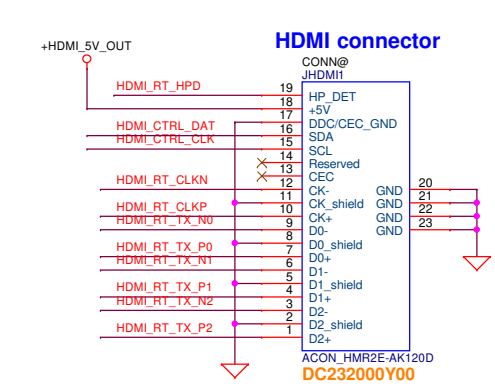 HDMI connector
+HDMI_5V_OUT
CONN@
JHDMI1
HDMI_RT_HPD 19 HP_DET
18 +5V
17 DDC/CEC_GND
HDMI_CTRL_DAT 16 SDA
HDMI_CTRL_CLK 15 SCL
14 Reserved
13 CEC
HDMI_RT_CLKN 12 CK- GND 20
11 CK_shield GND 21
HDMI_RT_CLKP 10 CK+ GND 22
HDMI_RT_TX_N0 9 D0- GND 23
8 D0_shield
HDMI_RT_TX_P0 7 D0+
HDMI_RT_TX_N1 6 D1-
5 D1_shield
HDMI_RT_TX_P1 4 D1+
HDMI_RT_TX_N2 3 D2-
2 D2_shield
HDMI_RT_TX_P2 1 D2+
ACON_HMR2E-AK120D
DC232000Y00